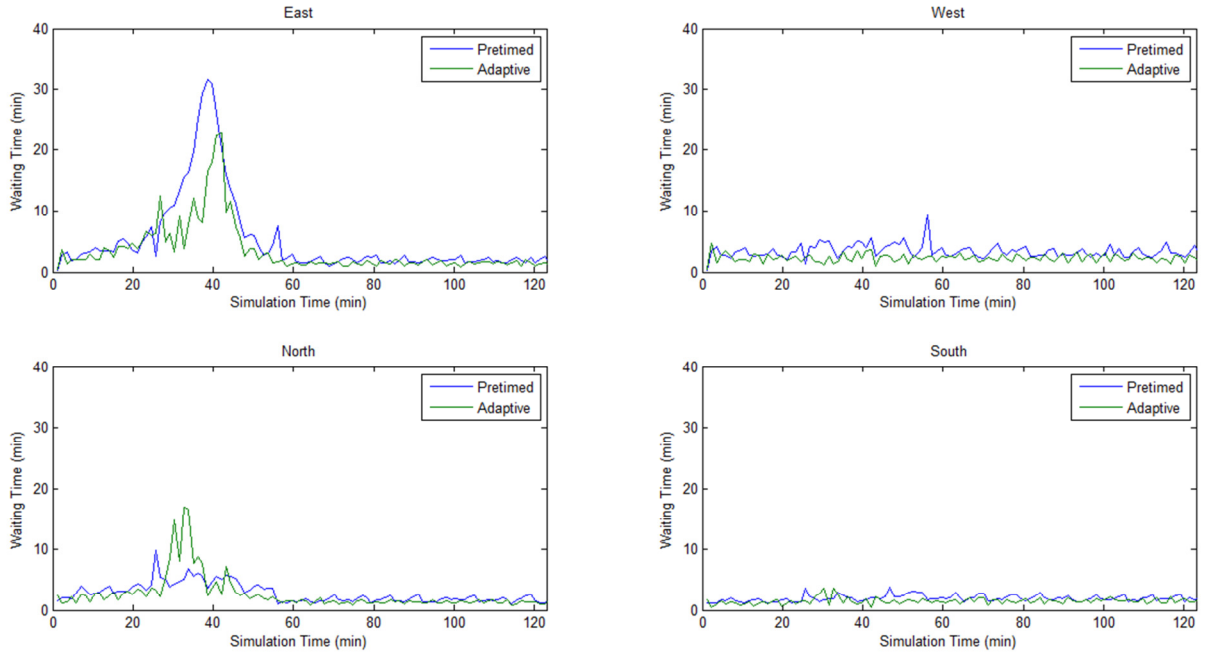 East
40
30
20
10
0
Waiting Time (min)
0 20 40 60 80 100 120
Simulation Time (min)
Pretimed
Adaptive
West
40
30
20
10
0
Waiting Time (min)
0 20 40 60 80 100 120
Simulation Time (min)
Pretimed
Adaptive
North
40
30
20
10
0
Waiting Time (min)
0 20 40 60 80 100 120
Simulation Time (min)
Pretimed
Adaptive
South
40
30
20
10
0
Waiting Time (min)
0 20 40 60 80 100 120
Simulation Time (min)
Pretimed
Adaptive